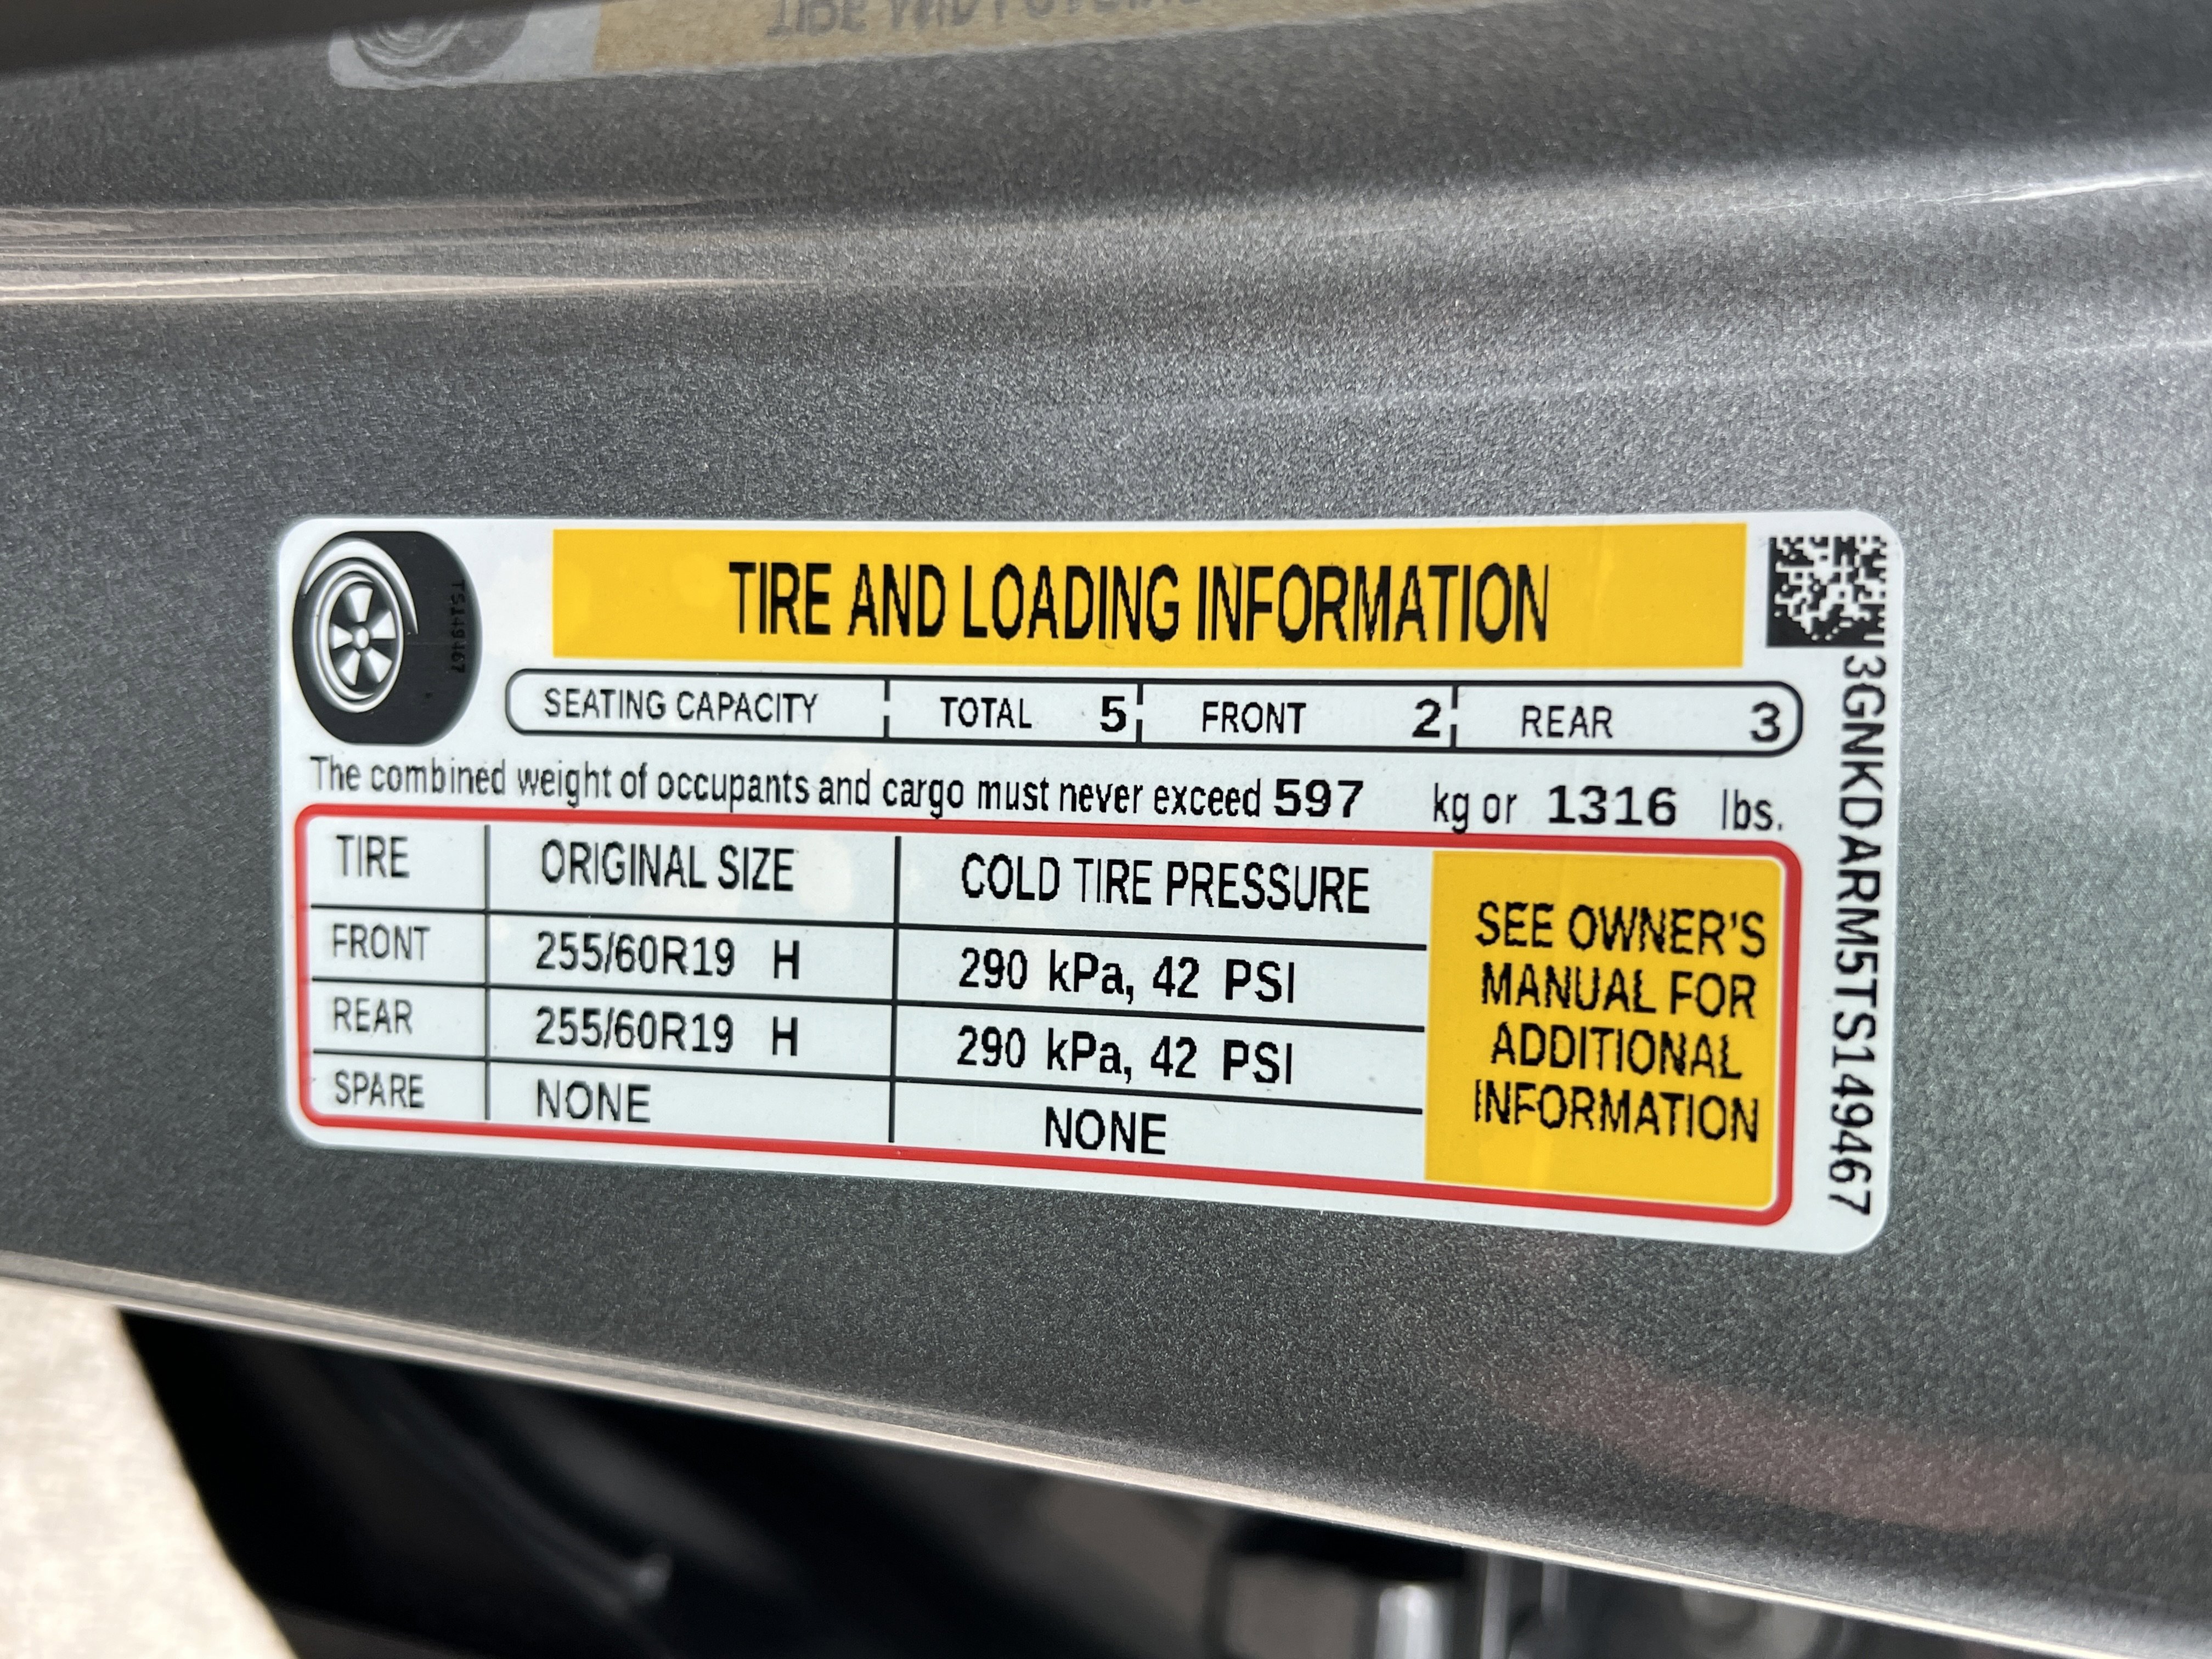 TIRE AND LOADING INFORMATION
TS149467
SEATING CAPACITY TOTAL 5 FRONT 2 REAR 3
The combined weight of occupants and cargo must never exceed 597 kg or 1316 lbs.
TIRE ORIGINAL SIZE COLD TIRE PRESSURE
FRONT 255/60R19 H 290 kPa, 42 PSI
REAR 255/60R19 H 290 kPa, 42 PSI
SPARE NONE NONE
SEE OWNER'S
MANUAL FOR
ADDITIONAL
INFORMATION
3GNKDARM5TS149467